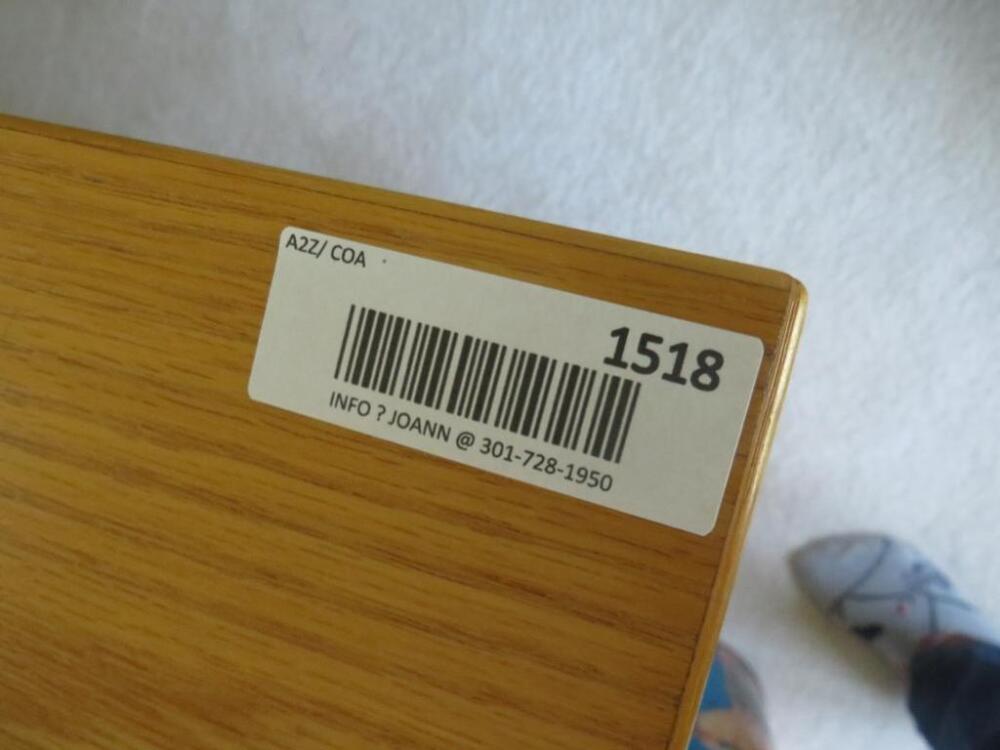 A2Z/ COA
1518
INFO ? JOANN @ 301-728-1950